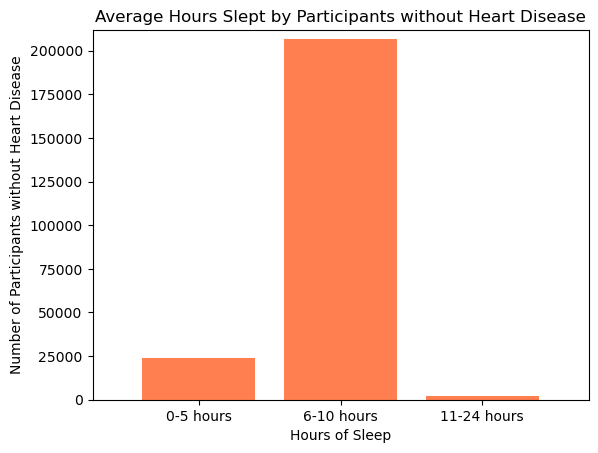 Average Hours Slept by Participants without Heart Disease
Number of Participants without Heart Disease
200000
175000
150000
125000
100000
75000
50000
25000
0
0-5 hours
6-10 hours
11-24 hours
Hours of Sleep